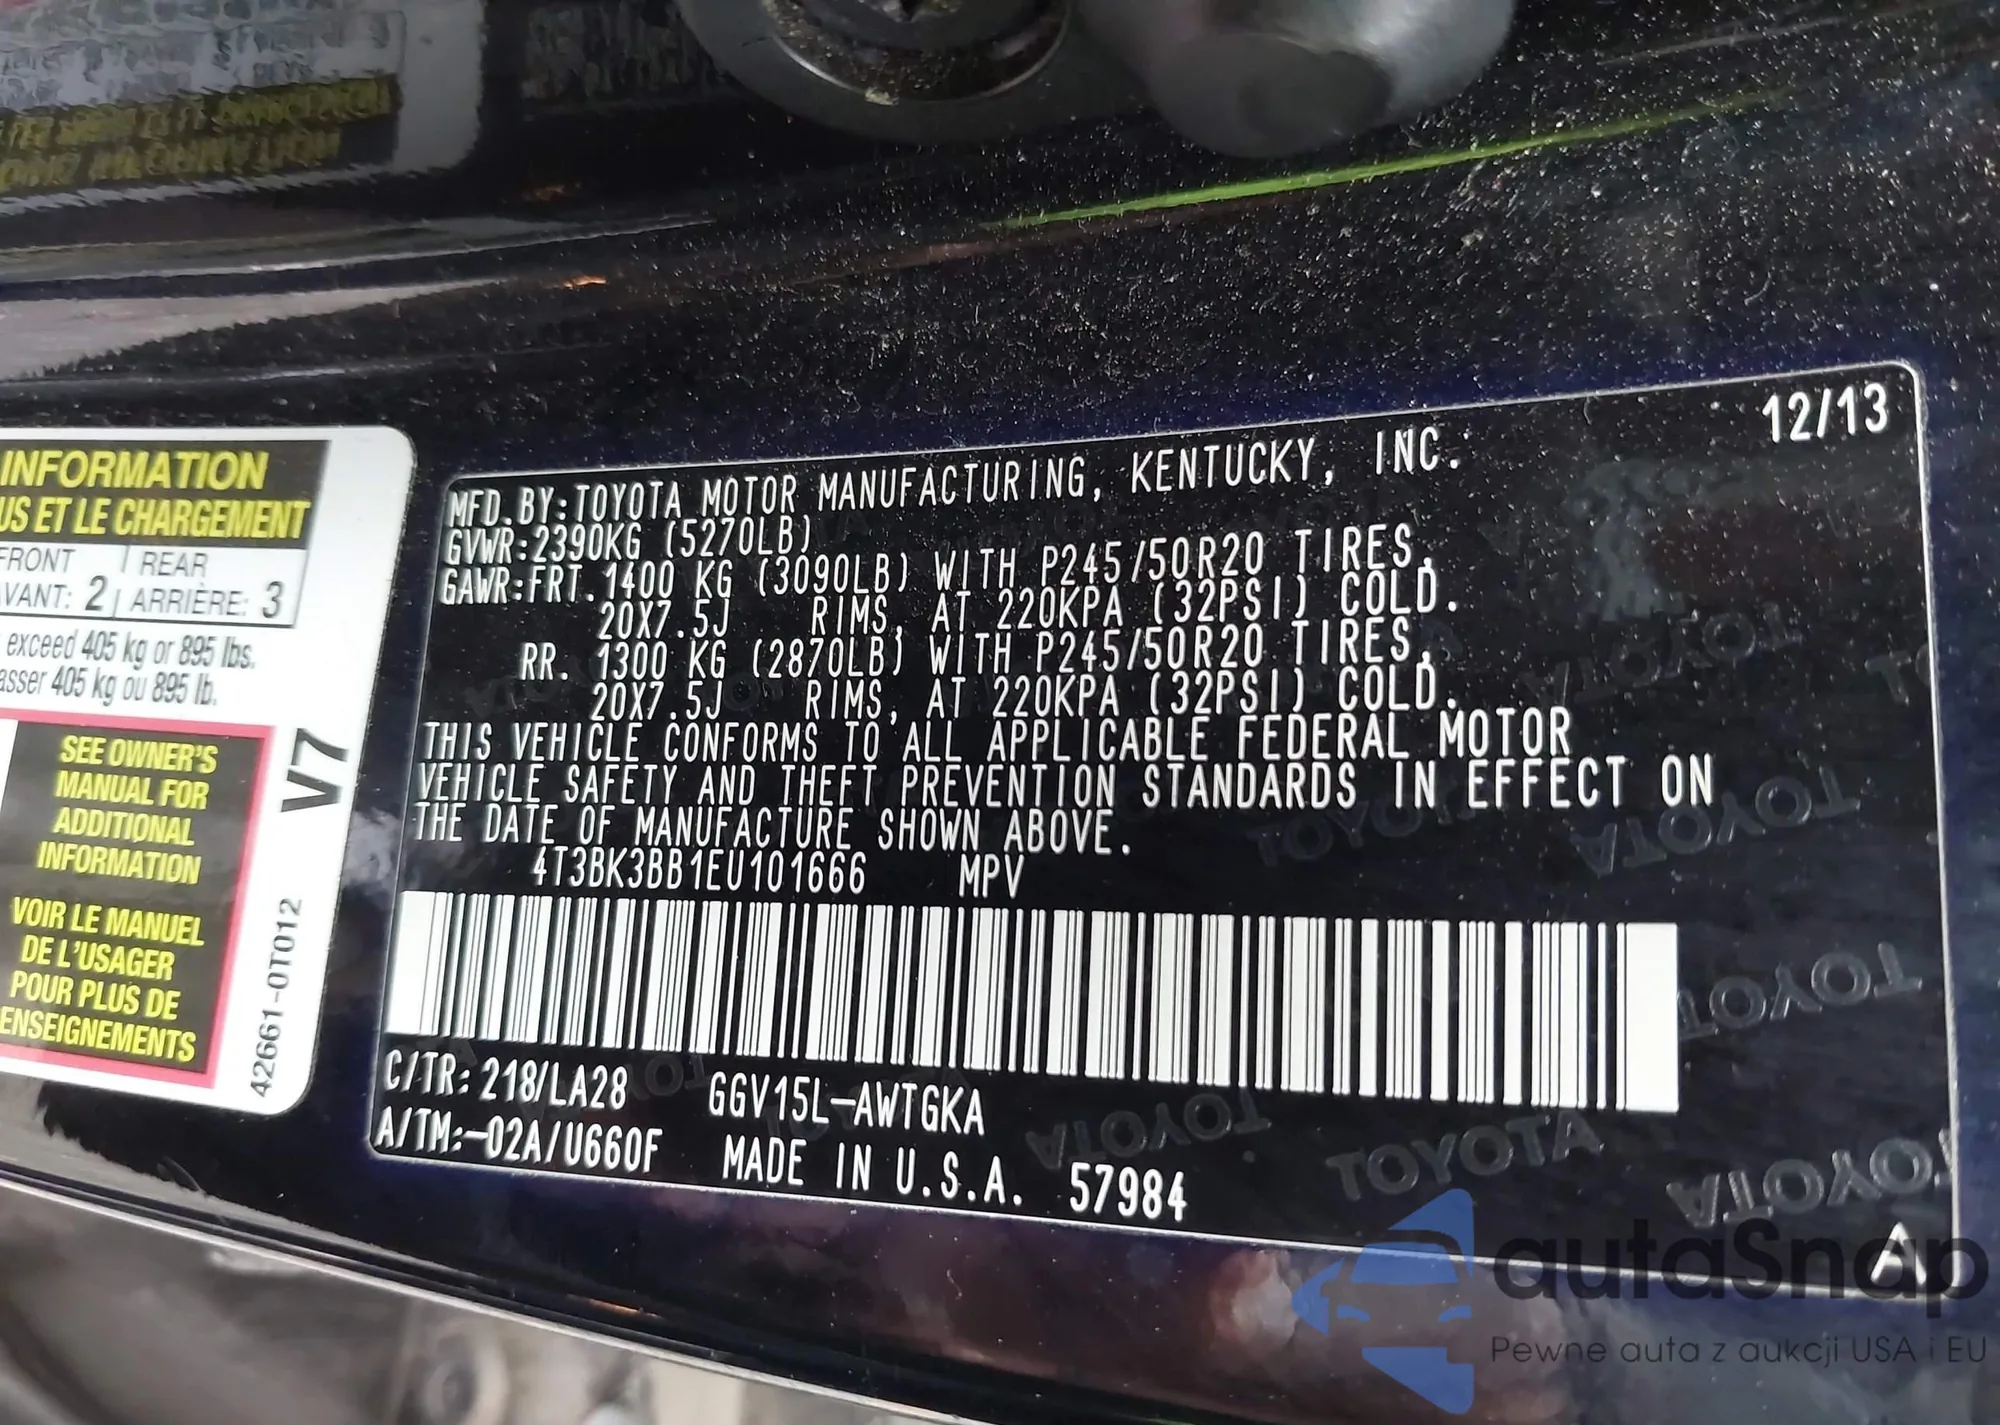 INFORMATION
US ET LE CHARGEMENT
FRONT
REAR
VANT: 2
ARRIÈRE: 3
exceed 405 kg or 895 lbs.
asser 405 kg ou 895 lb.
SEE OWNER'S
MANUAL FOR
ADDITIONAL
INFORMATION
VOIR LE MANUEL
DE L'USAGER
POUR PLUS DE
ENSEIGNEMENTS
V7
42661-0T012
12/13
MFD. BY: TOYOTA MOTOR MANUFACTURING, KENTUCKY, INC.
GVWR: 2390KG (5270LB)
GAWR: FRT. 1400 KG (3090LB) WITH P245/50R20 TIRES,
20X7.5J RIMS, AT 220KPA (32PSI) COLD.
RR. 1300 KG (2870LB) WITH P245/50R20 TIRES,
20X7.5J RIMS, AT 220KPA (32PSI) COLD.
THIS VEHICLE CONFORMS TO ALL APPLICABLE FEDERAL MOTOR
VEHICLE SAFETY AND THEFT PREVENTION STANDARDS IN EFFECT ON
THE DATE OF MANUFACTURE SHOWN ABOVE.
4T3BK3BB1EU101666 MPV
C/TR: 218/LA28 GGV15L-AWTGKA
A/TM:-02A/U660F MADE IN U.S.A. 57984
A
autaSnap
Pewne auta z aukcji USA i EU